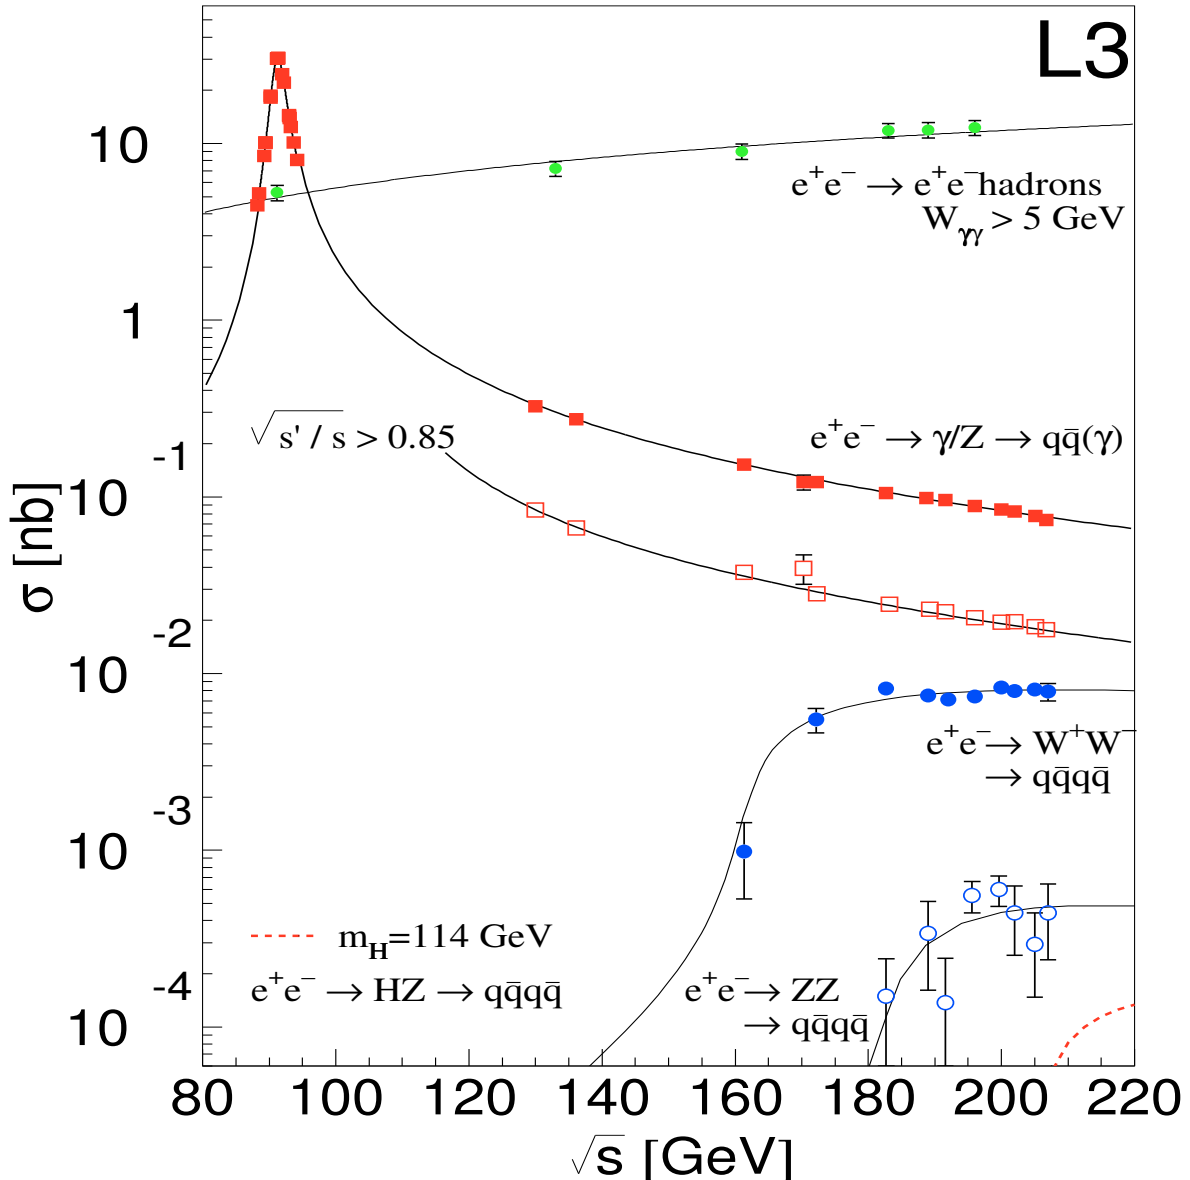 L3
10
e⁺e⁻ → e⁺e⁻hadrons
W_γγ > 5 GeV
1
√s' / s > 0.85
e⁺e⁻ → γ/Z → qq̄(γ)
-1
10
σ [nb]
-2
10
e⁺e⁻→ W⁺W⁻
→ qq̄qq̄
-3
10
m_H=114 GeV
e⁺e⁻ → HZ → qq̄qq̄
e⁺e⁻→ ZZ
→ qq̄qq̄
-4
10
80 100 120 140 160 180 200 220
√s [GeV]